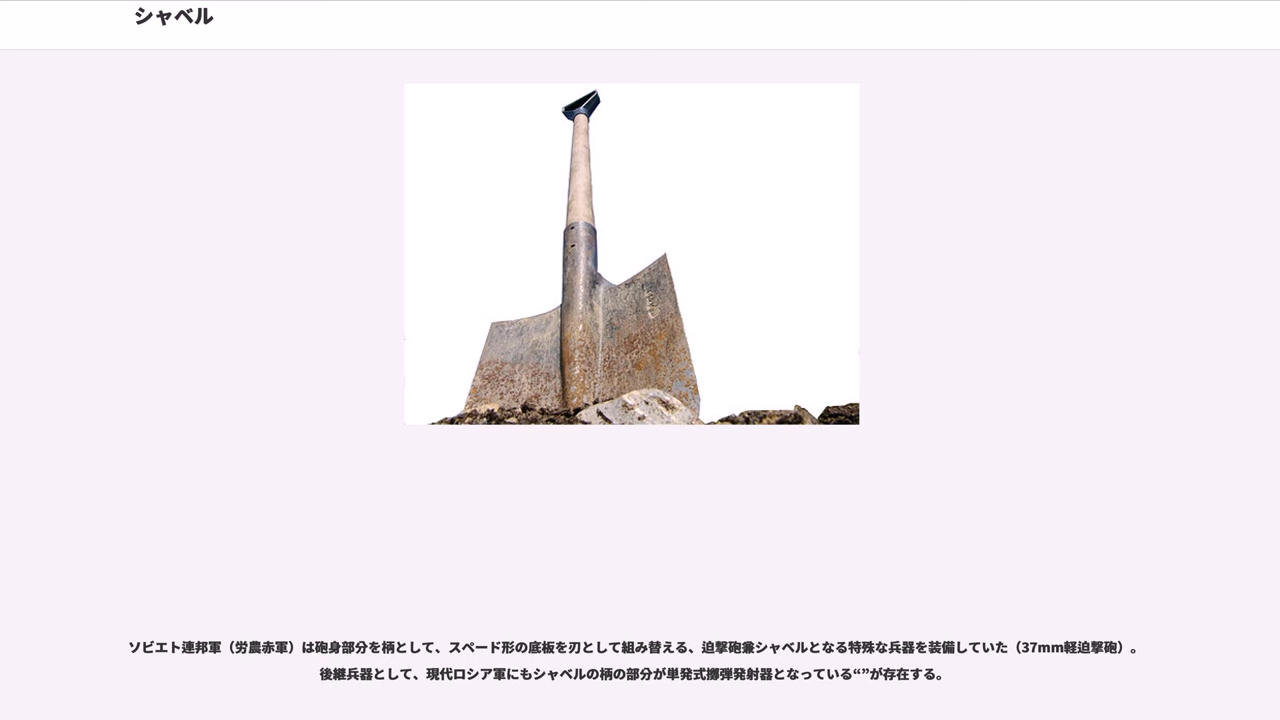 シャベル
ソビエト連邦軍（労農赤軍）は砲身部分を柄として、スペード形の底板を刃として組み替える、迫撃砲兼シャベルとなる特殊な兵器を装備していた（37mm軽迫撃砲）。
後継兵器として、現代ロシア軍にもシャベルの柄の部分が単発式擲弾発射器となっている“”が存在する。